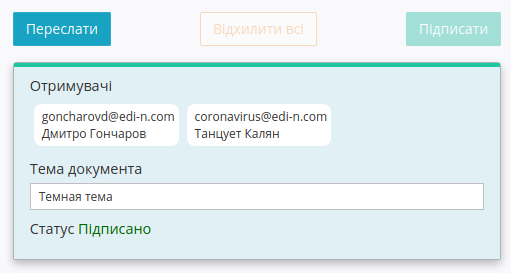 Переслати
Відхилити всі
Підписати
Отримувачі
goncharovd@edi-n.com
Дмитро Гончаров
coronavirus@edi-n.com
Танцует Калян
Тема документа
Темная тема
Статус Підписано